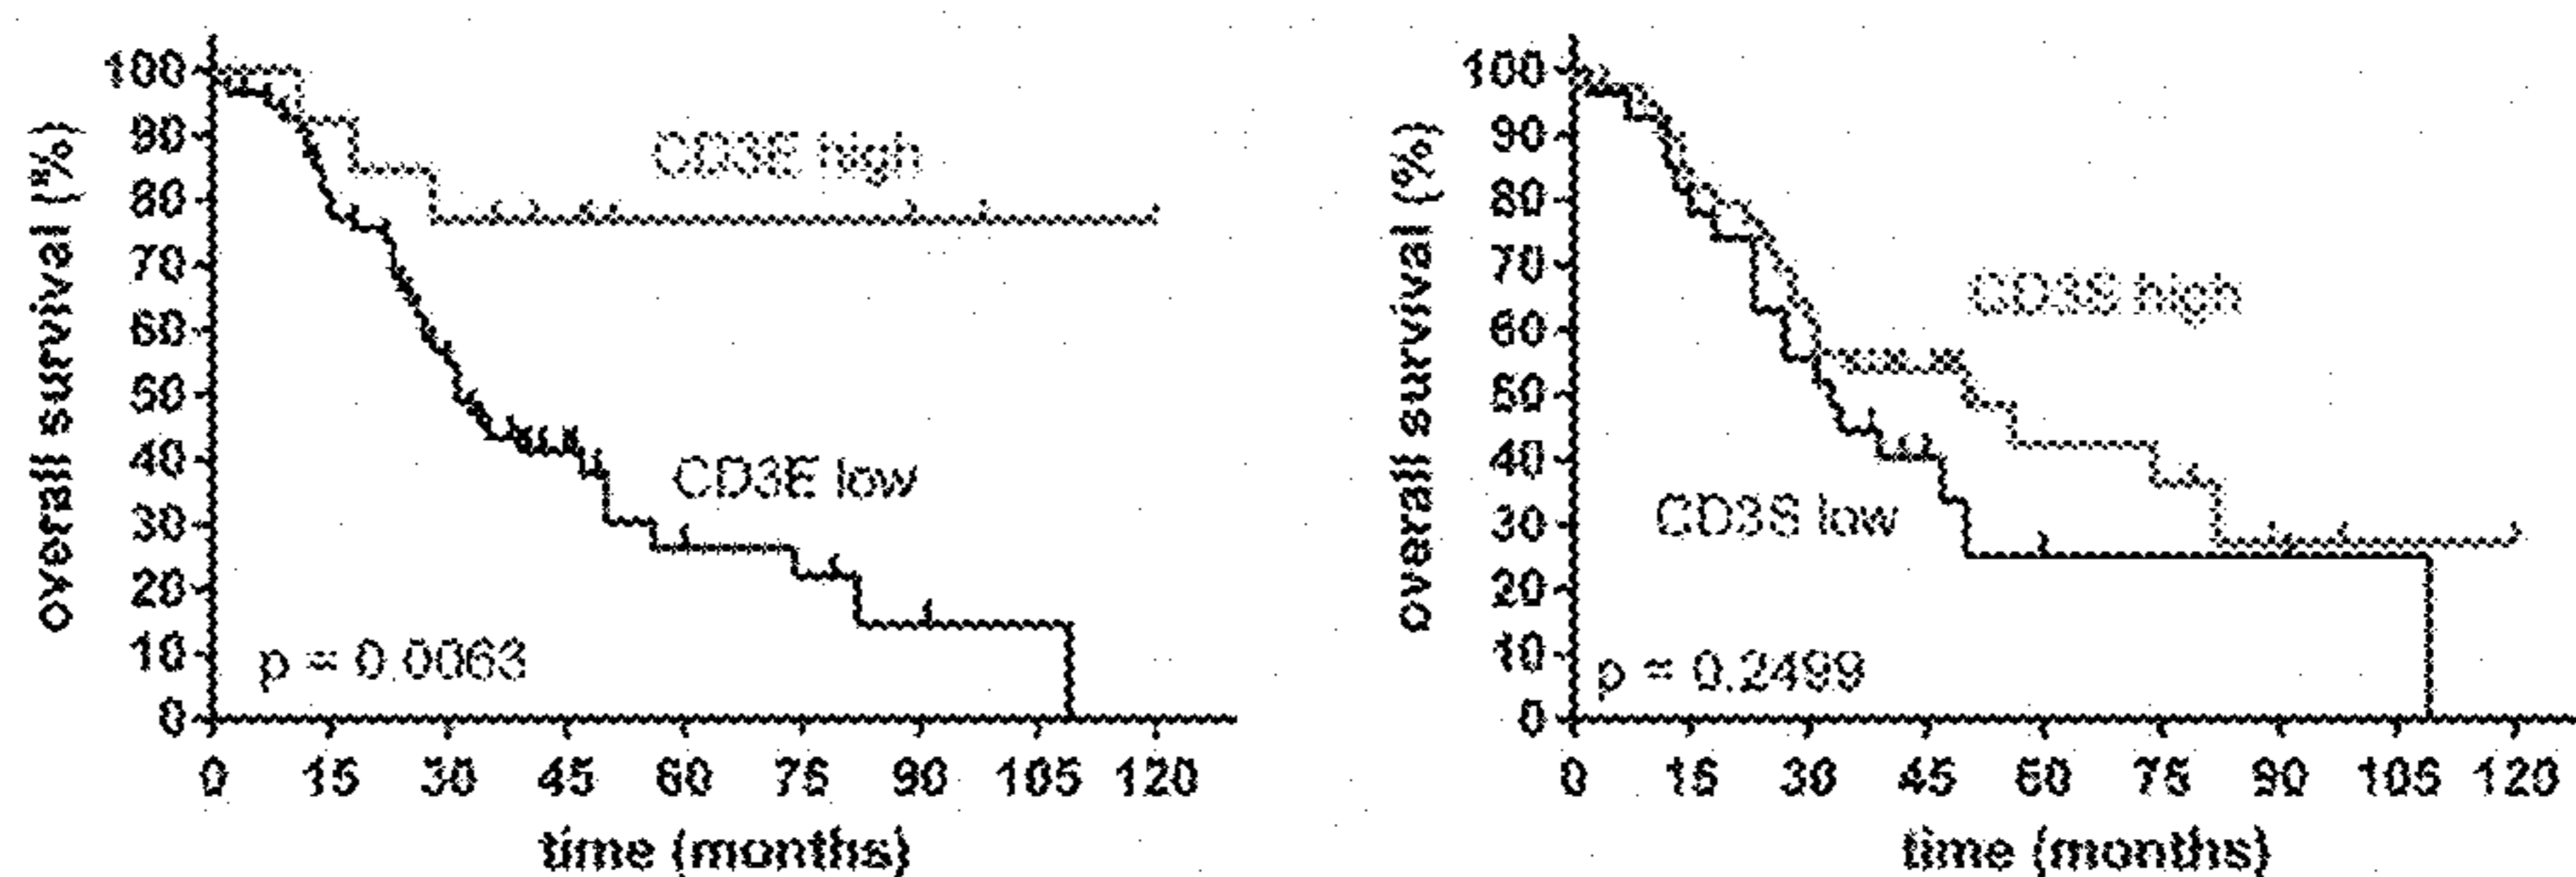 overall survival (%)
100
90
80
70
60
50
40
30
20
10
0
CD3E high
CD3E low
p = 0.0063
0 15 30 45 60 75 90 105 120
time (months)
overall survival (%)
100
90
80
70
60
50
40
30
20
10
0
CD3S high
CD3S low
p = 0.2499
0 15 30 45 60 75 90 105 120
time (months)